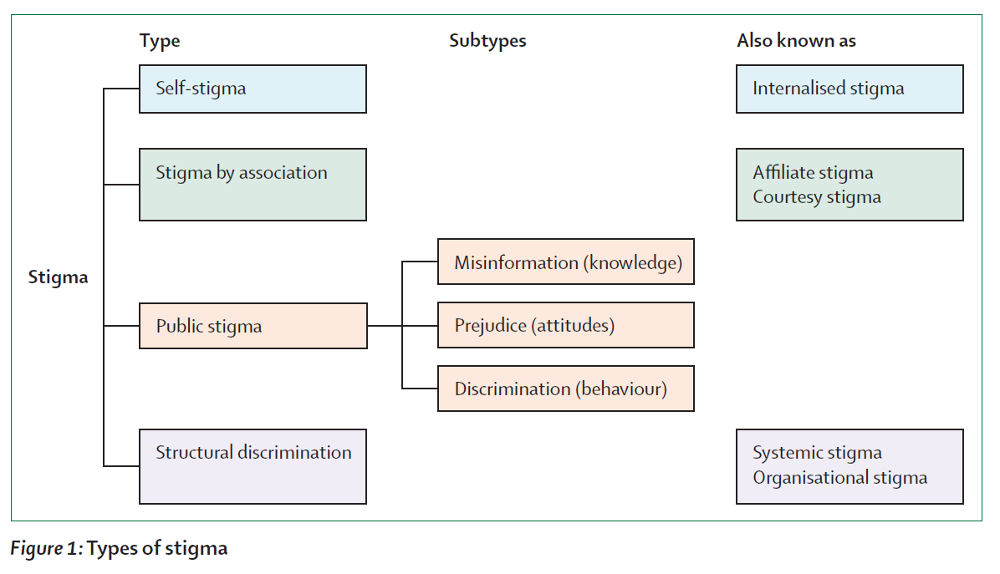 Type Subtypes Also known as
Self-stigma Internalised stigma
Stigma by association Affiliate stigma
Courtesy stigma
Misinformation (knowledge)
Stigma
Public stigma Prejudice (attitudes)
Discrimination (behaviour)
Structural discrimination Systemic stigma
Organisational stigma
Figure 1: Types of stigma